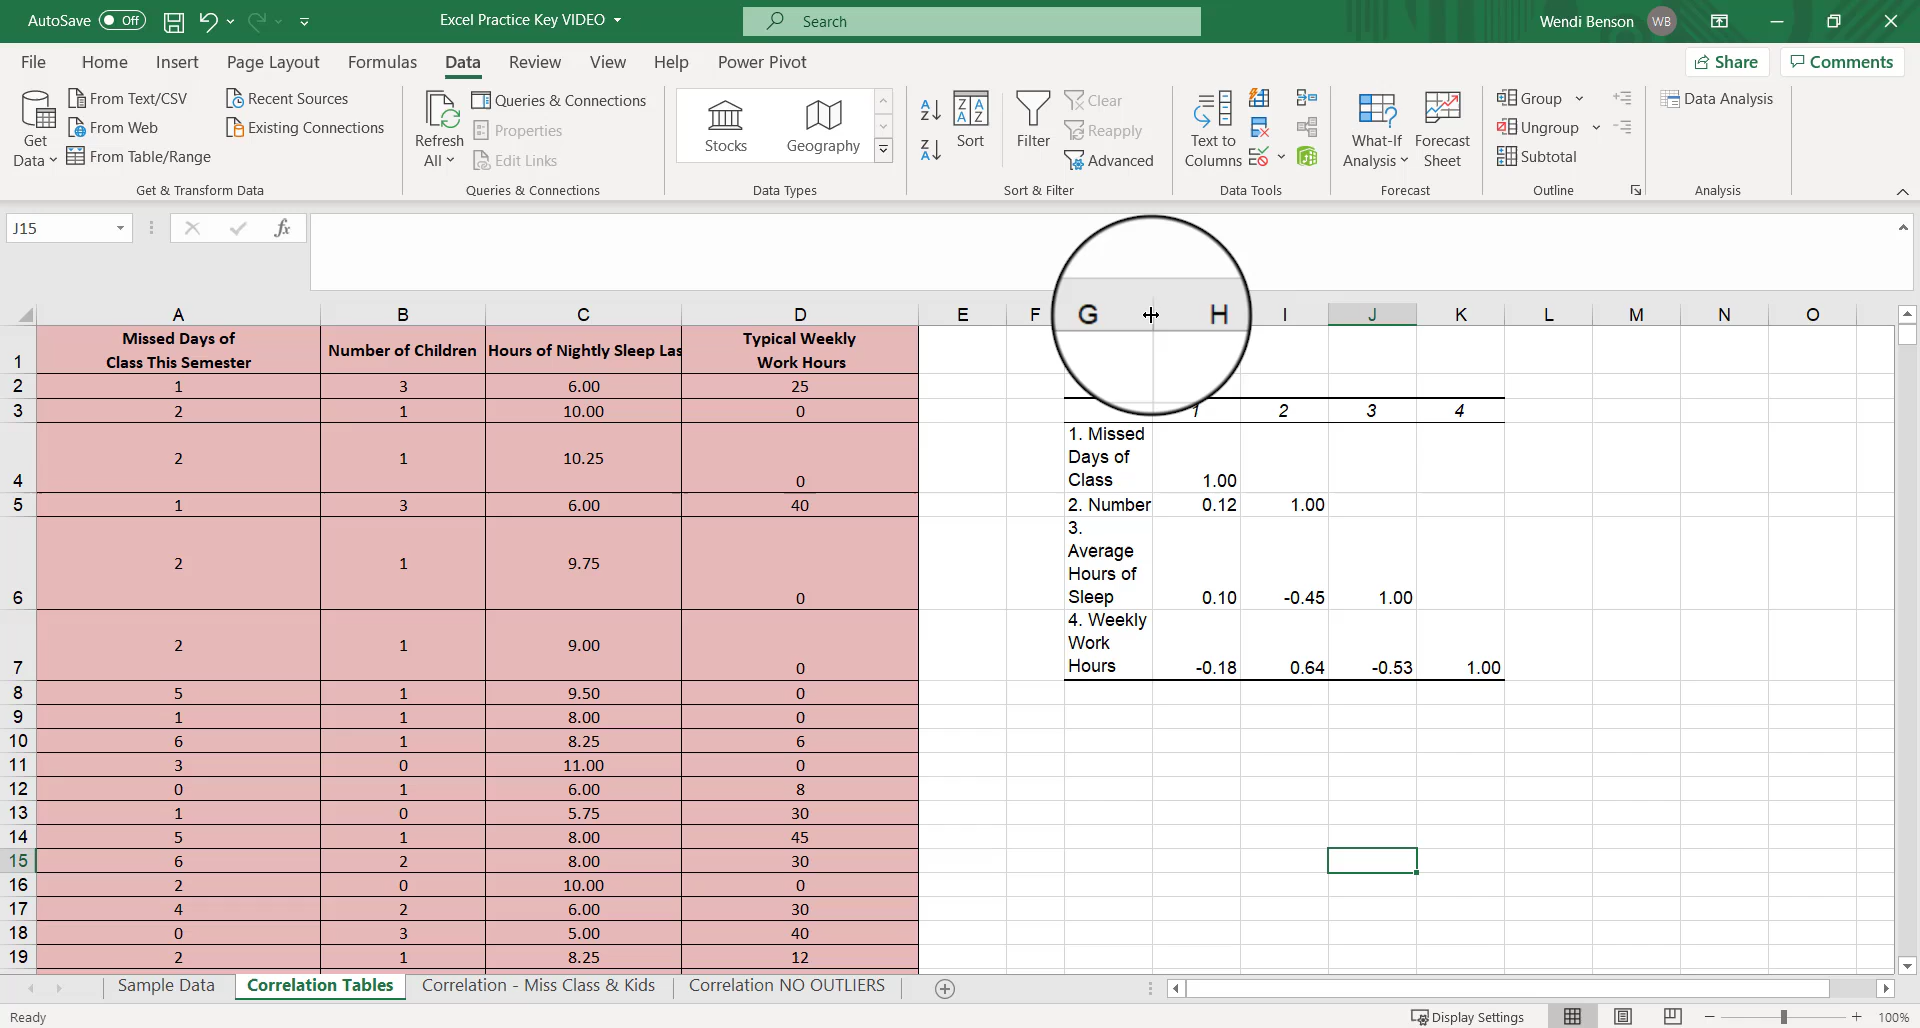 AutoSave Off Excel Practice Key VIDEO Search Wendi Benson WB
File Home Insert Page Layout Formulas Data Review View Help Power Pivot Share Comments
Get Data
From Text/CSV
From Web
From Table/Range
Recent Sources
Existing Connections
Get & Transform Data
Refresh All
Queries & Connections
Properties
Edit Links
Queries & Connections
Stocks Geography
Data Types
Sort
Filter
Clear
Reapply
Advanced
Sort & Filter
Text to Columns
Data Tools
What-If Analysis
Forecast Sheet
Forecast
Group
Ungroup
Subtotal
Outline
Data Analysis
Analysis
J15 fx
A B C D E F G H I J K L M N O
1 Missed Days of Class This Semester Number of Children Hours of Nightly Sleep Las Typical Weekly Work Hours
2 1 3 6.00 25
3 2 1 10.00 0 1 2 3 4
4 2 1 10.25 0 1. Missed Days of Class 1.00
5 1 3 6.00 40 2. Number 0.12 1.00
6 2 1 9.75 0 3. Average Hours of Sleep 0.10 -0.45 1.00
7 2 1 9.00 0 4. Weekly Work Hours -0.18 0.64 -0.53 1.00
8 5 1 9.50 0
9 1 1 8.00 0
10 6 1 8.25 6
11 3 0 11.00 0
12 0 1 6.00 8
13 1 0 5.75 30
14 5 1 8.00 45
15 6 2 8.00 30
16 2 0 10.00 0
17 4 2 6.00 30
18 0 3 5.00 40
19 2 1 8.25 12
Sample Data Correlation Tables Correlation - Miss Class & Kids Correlation NO OUTLIERS
Ready Display Settings 100%